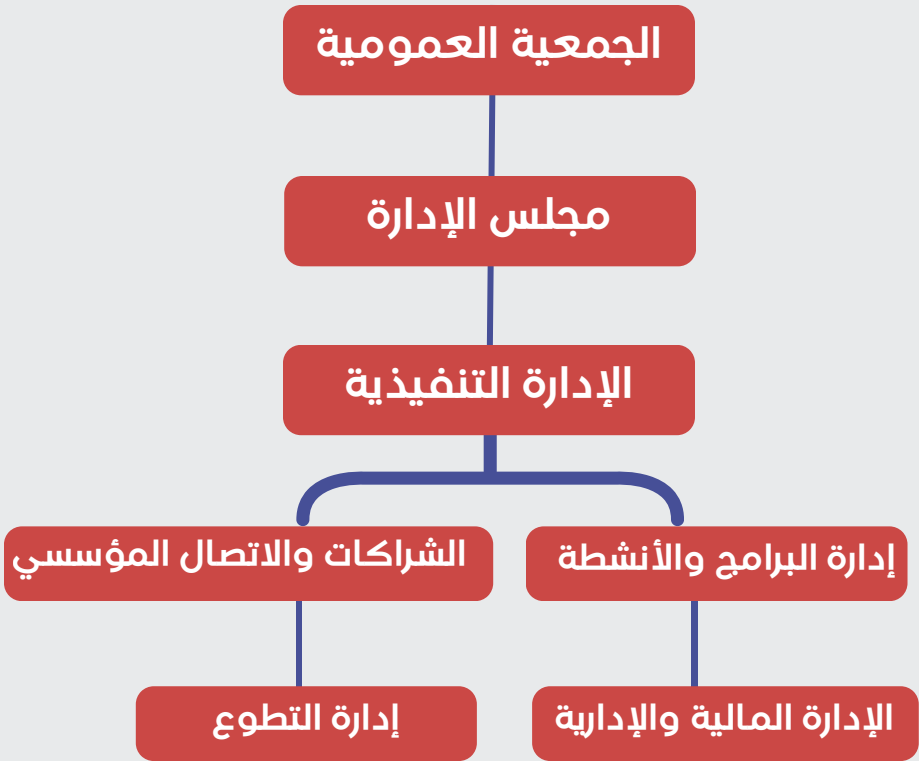 الجمعية العمومية
مجلس الإدارة
الإدارة التنفيذية
إدارة البرامج والأنشطة
الشراكات والاتصال المؤسسي
الإدارة المالية والإدارية
إدارة التطوع